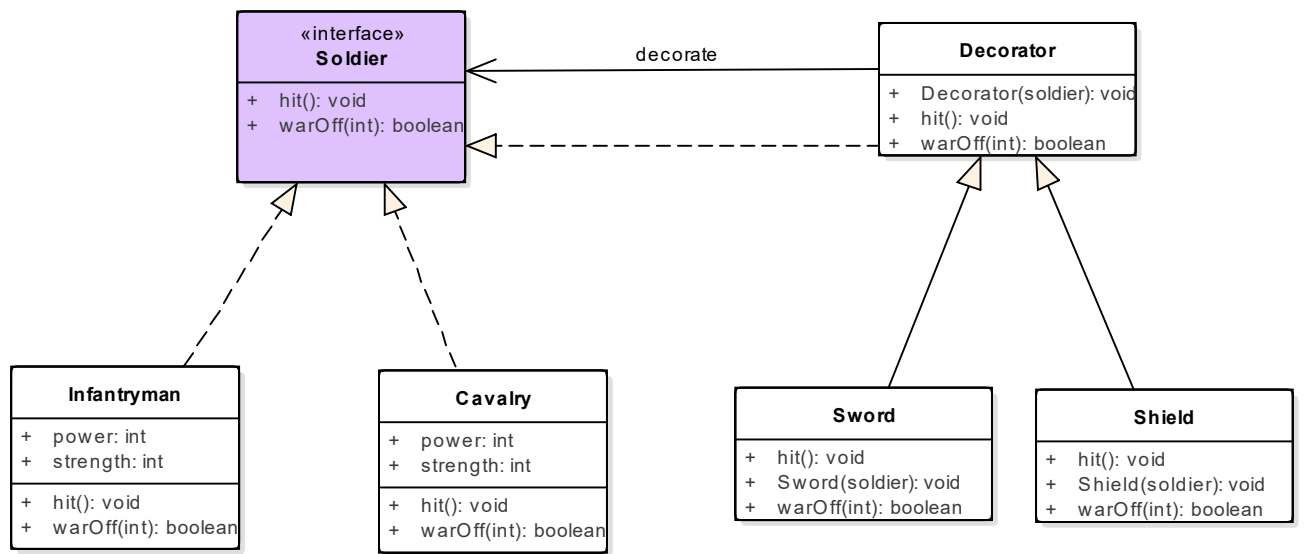 «interface»
Soldier
+ hit(): void
+ warOff(int): boolean
decorate
Decorator
+ Decorator(soldier): void
+ hit(): void
+ warOff(int): boolean
Infantryman
+ power: int
+ strength: int
+ hit(): void
+ warOff(int): boolean
Cavalry
+ power: int
+ strength: int
+ hit(): void
+ warOff(int): boolean
Sword
+ hit(): void
+ Sword(soldier): void
+ warOff(int): boolean
Shield
+ hit(): void
+ Shield(soldier): void
+ warOff(int): boolean